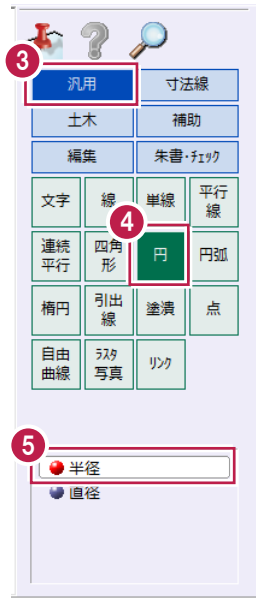 3
汎用 寸法線
土木 補助
編集 朱書・ﾁｪｯｸ
文字 線 単線 平行
線
4
連続
平行 四角
形 円 円弧
楕円 引出
線 塗潰 点
自由
曲線 ﾗｽﾀ
写真 ﾘﾝｸ
5
半径
直径